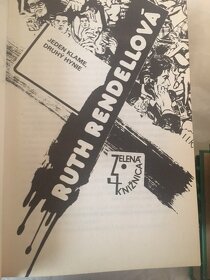 JEDEN KLAME,
DRUHÝ HYNIE
RUTH RENDELLOVÁ
ZELENÁ
KNIŽNICA